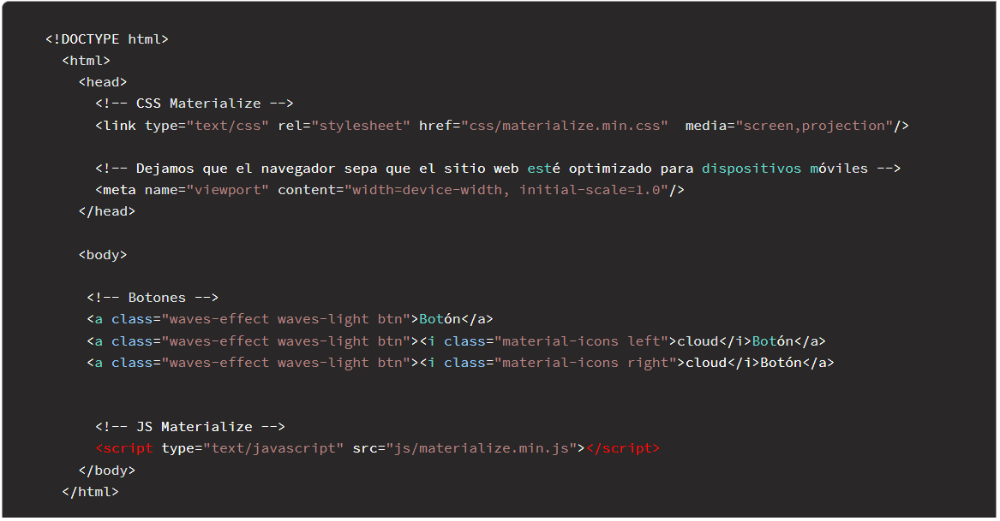 <!DOCTYPE html>
<html>
<head>
<!-- CSS Materialize -->
<link type="text/css" rel="stylesheet" href="css/materialize.min.css"  media="screen,projection"/>
<!-- Dejamos que el navegador sepa que el sitio web esté optimizado para dispositivos móviles -->
<meta name="viewport" content="width=device-width, initial-scale=1.0"/>
</head>
<body>
<!-- Botones -->
<a class="waves-effect waves-light btn">Botón</a>
<a class="waves-effect waves-light btn"><i class="material-icons left">cloud</i>Botón</a>
<a class="waves-effect waves-light btn"><i class="material-icons right">cloud</i>Botón</a>
<!-- JS Materialize -->
<script type="text/javascript" src="js/materialize.min.js"></script>
</body>
</html>